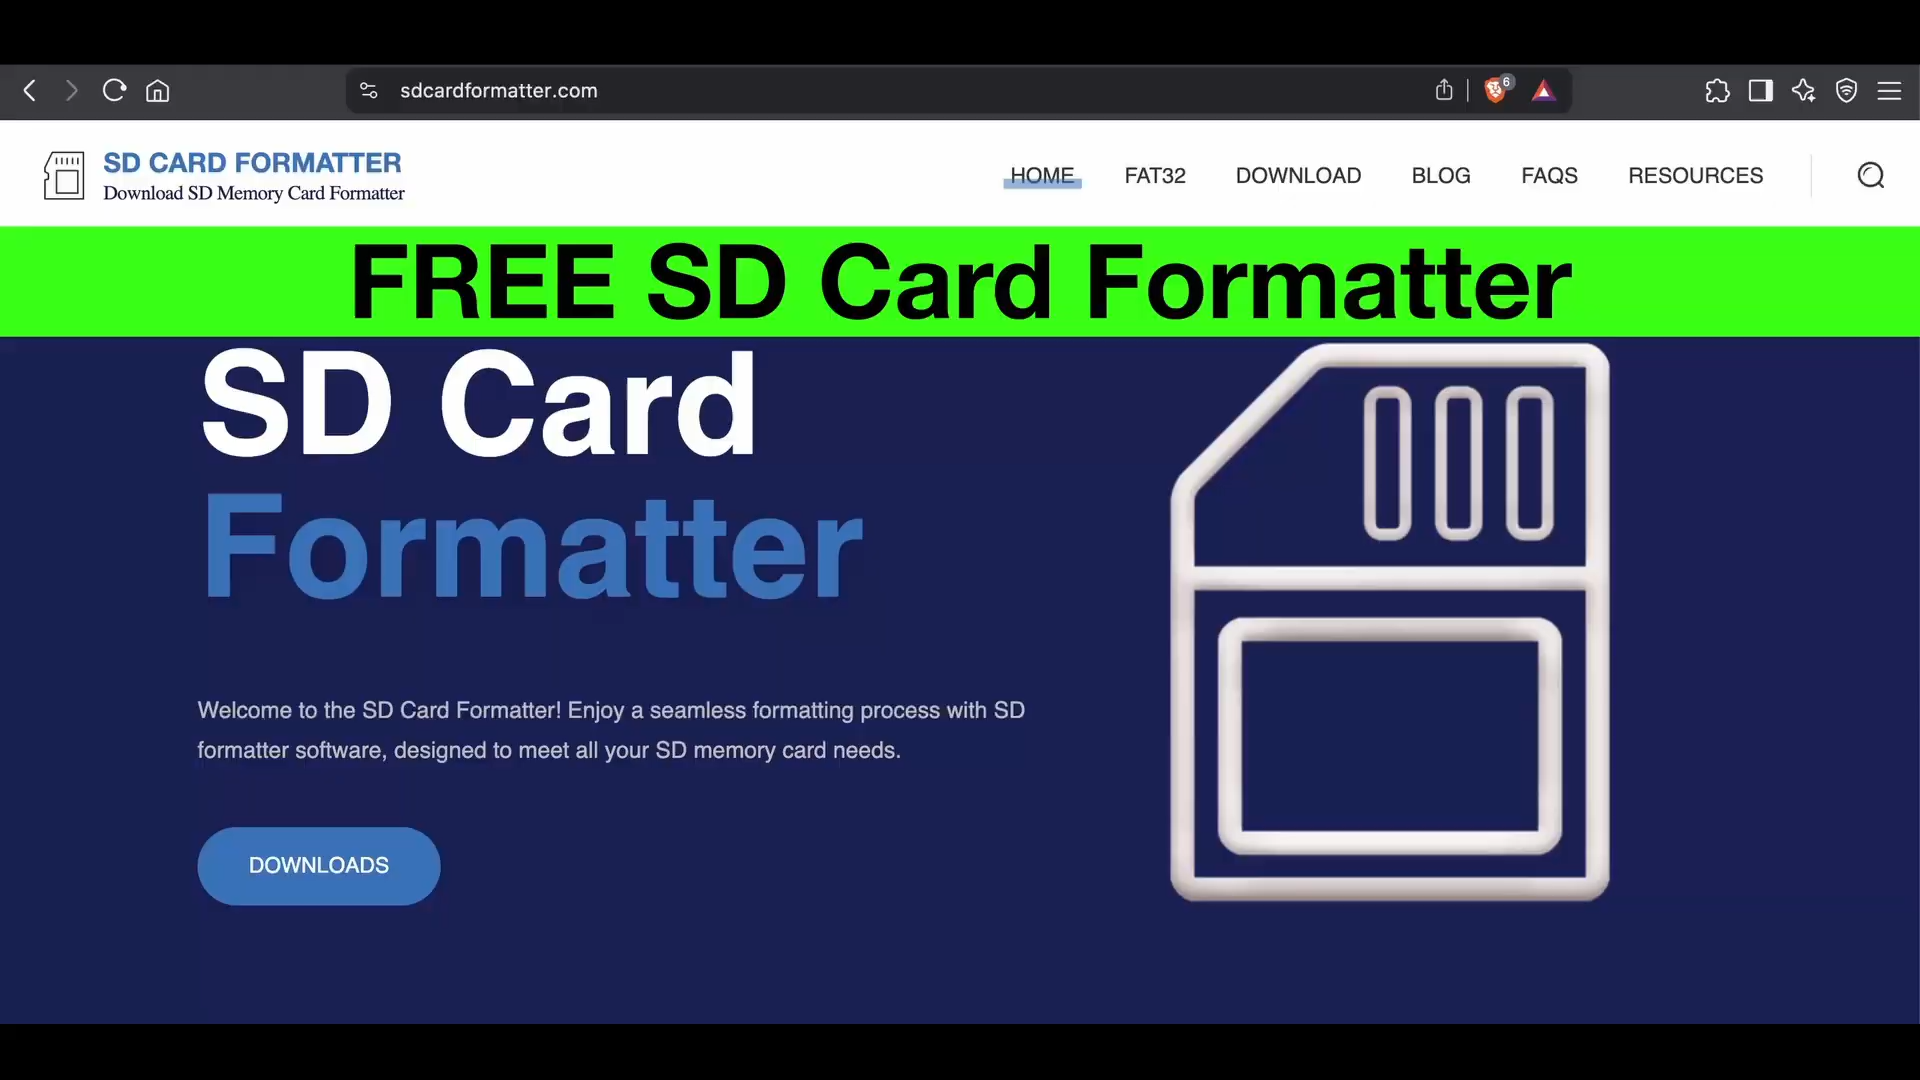 sdcardformatter.com
6
SD CARD FORMATTER
Download SD Memory Card Formatter
HOME
FAT32
DOWNLOAD
BLOG
FAQS
RESOURCES
FREE SD Card Formatter
SD Card
Formatter
Welcome to the SD Card Formatter! Enjoy a seamless formatting process with SD
formatter software, designed to meet all your SD memory card needs.
DOWNLOADS